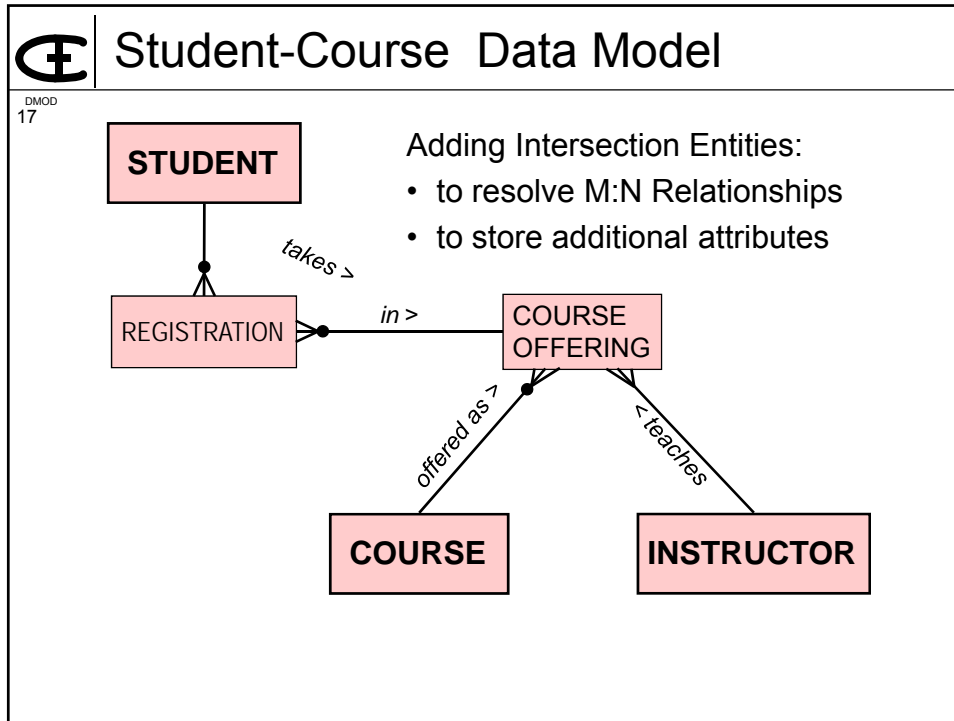 Student-Course Data Model
DMOD
17
STUDENT
Adding Intersection Entities:
• to resolve M:N Relationships
• to store additional attributes
takes >
REGISTRATION
in >
COURSE
OFFERING
offered as >
< teaches
COURSE
INSTRUCTOR